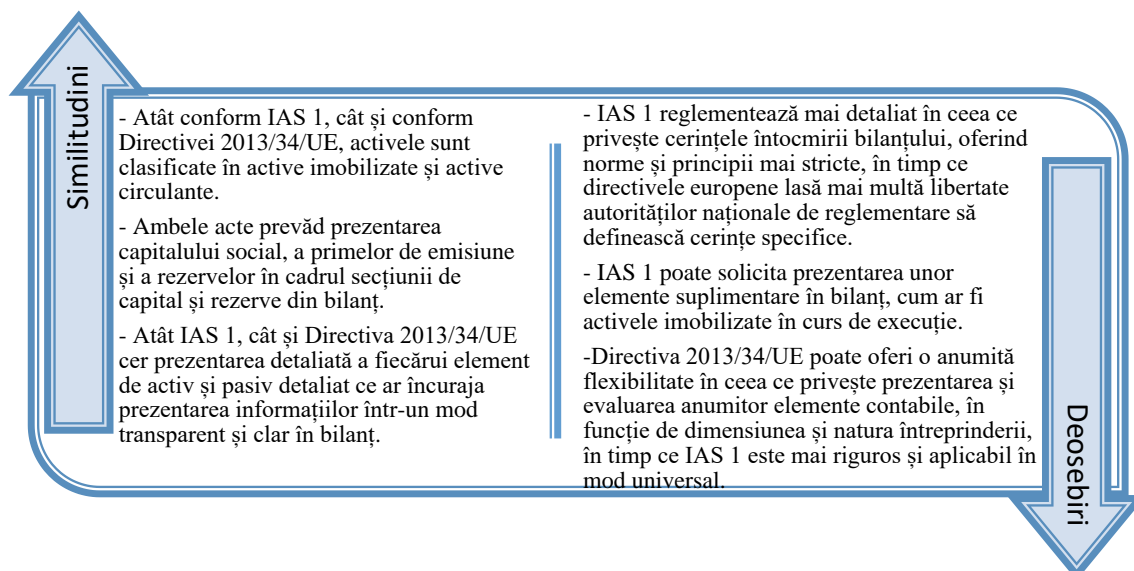 Similitudini
- Atât conform IAS 1, cât și conform
Directivei 2013/34/UE, activele sunt
clasificate în active imobilizate și active
circulante.
- Ambele acte prevăd prezentarea
capitalului social, a primelor de emisiune
și a rezervelor în cadrul secțiunii de
capital și rezerve din bilanț.
- Atât IAS 1, cât și Directiva 2013/34/UE
cer prezentarea detaliată a fiecărui element
de activ și pasiv detaliat ce ar încuraja
prezentarea informațiilor într-un mod
transparent și clar în bilanț.
- IAS 1 reglementează mai detaliat în ceea ce
privește cerințele întocmirii bilanțului, oferind
norme și principii mai stricte, în timp ce
directivele europene lasă mai multă libertate
autorităților naționale de reglementare să
definească cerințe specifice.
- IAS 1 poate solicita prezentarea unor
elemente suplimentare în bilanț, cum ar fi
activele imobilizate în curs de execuție.
-Directiva 2013/34/UE poate oferi o anumită
flexibilitate în ceea ce privește prezentarea și
evaluarea anumitor elemente contabile, în
funcție de dimensiunea și natura întreprinderii,
în timp ce IAS 1 este mai riguros și aplicabil în
mod universal.
Deosebiri